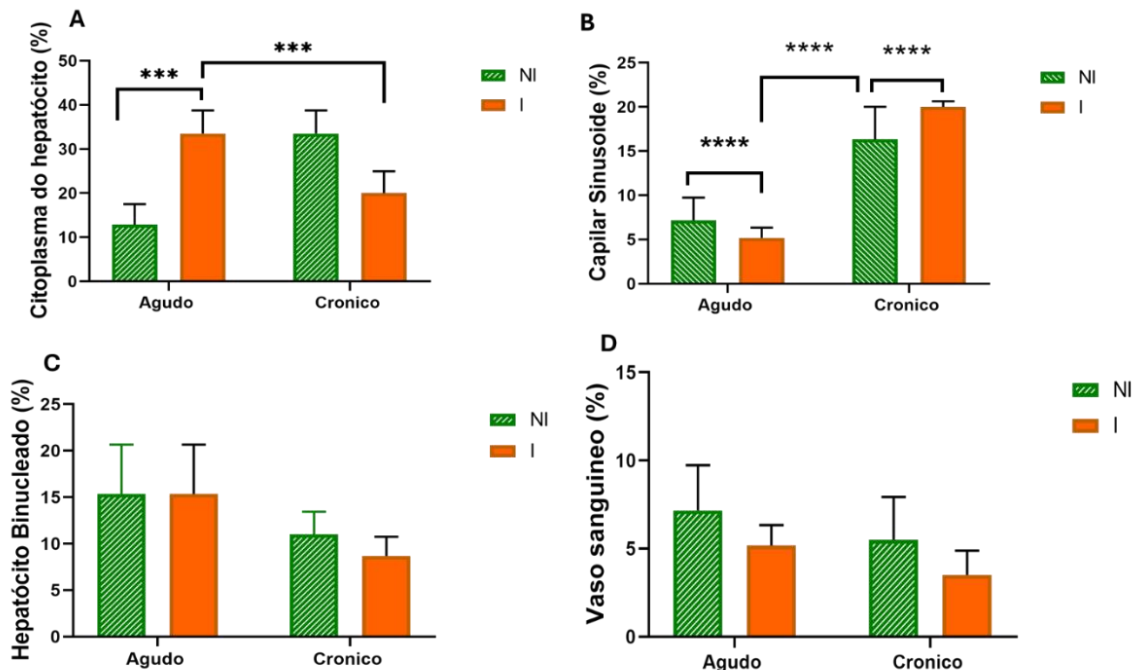 A
Citoplasma do hepatócito (%)
50
40
30
20
10
0
***
***
NI
I
Agudo
Cronico
B
Capilar Sinusoide (%)
25
20
15
10
5
0
****
****
****
NI
I
Agudo
Cronico
C
Hepatócito Binucleado (%)
25
20
15
10
5
0
NI
I
Agudo
Cronico
D
Vaso sanguineo (%)
15
10
5
0
NI
I
Agudo
Cronico